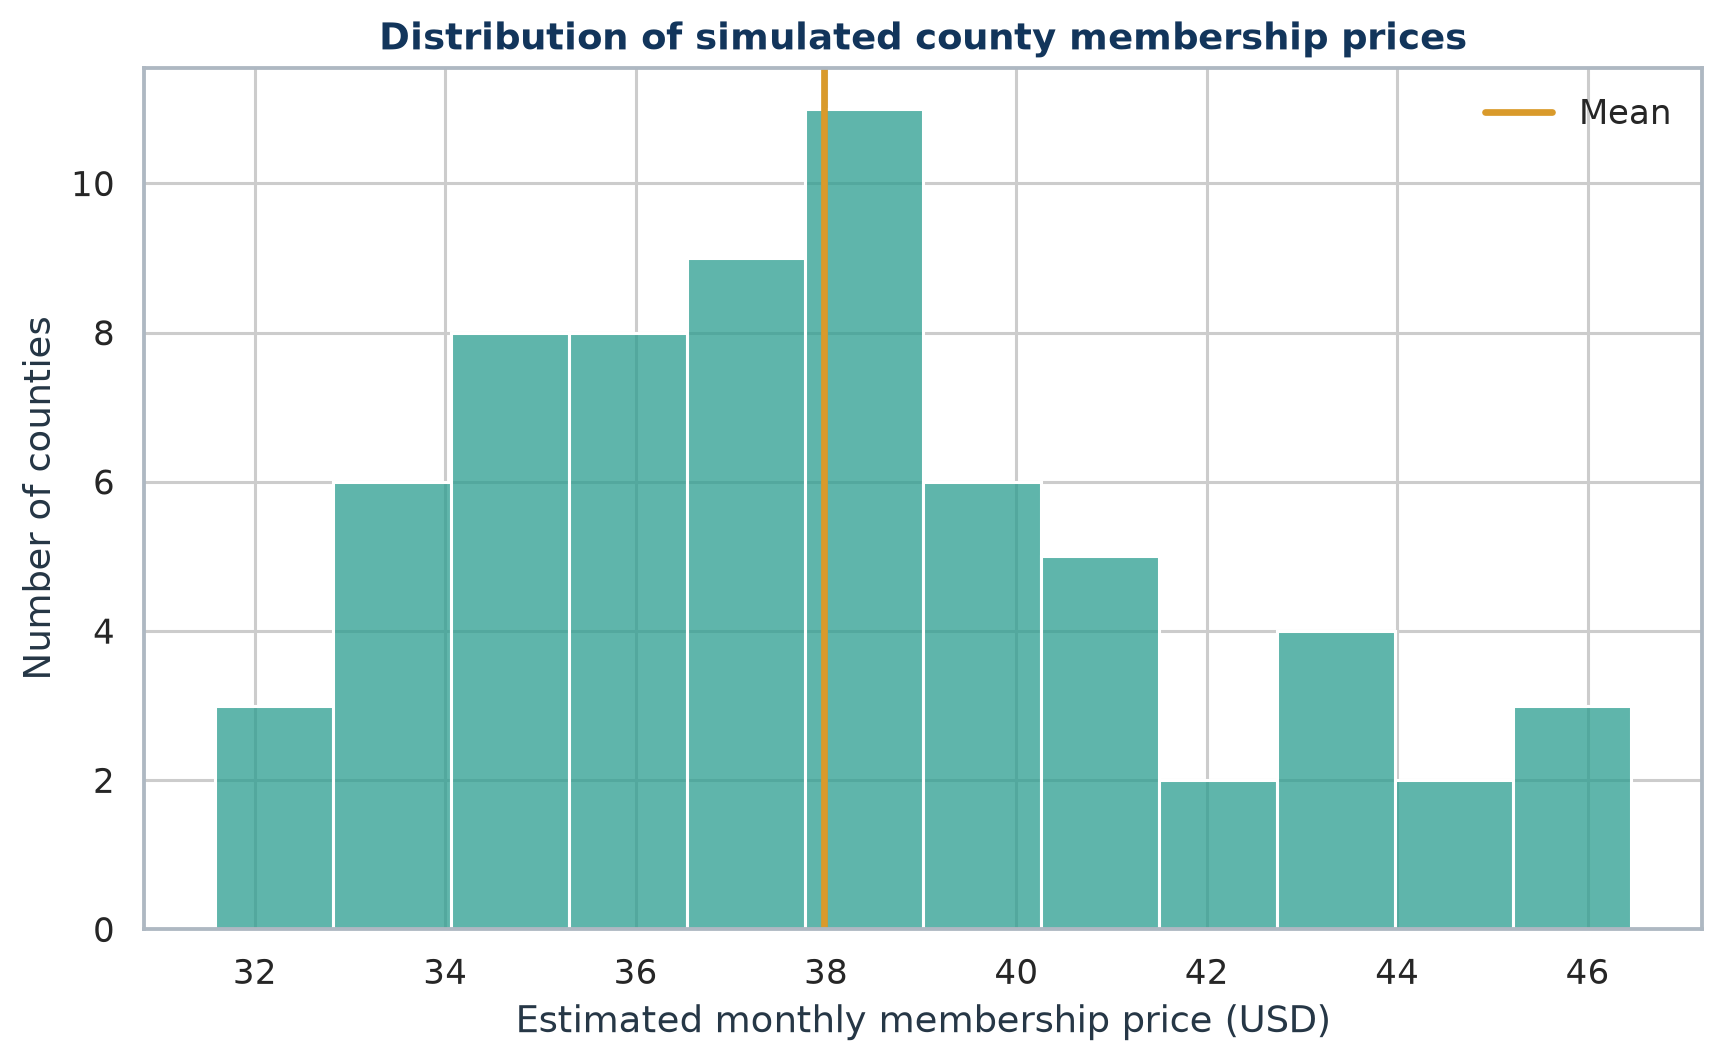 Distribution of simulated county membership prices
Mean
Number of counties
10
8
6
4
2
0
32 34 36 38 40 42 44 46
Estimated monthly membership price (USD)